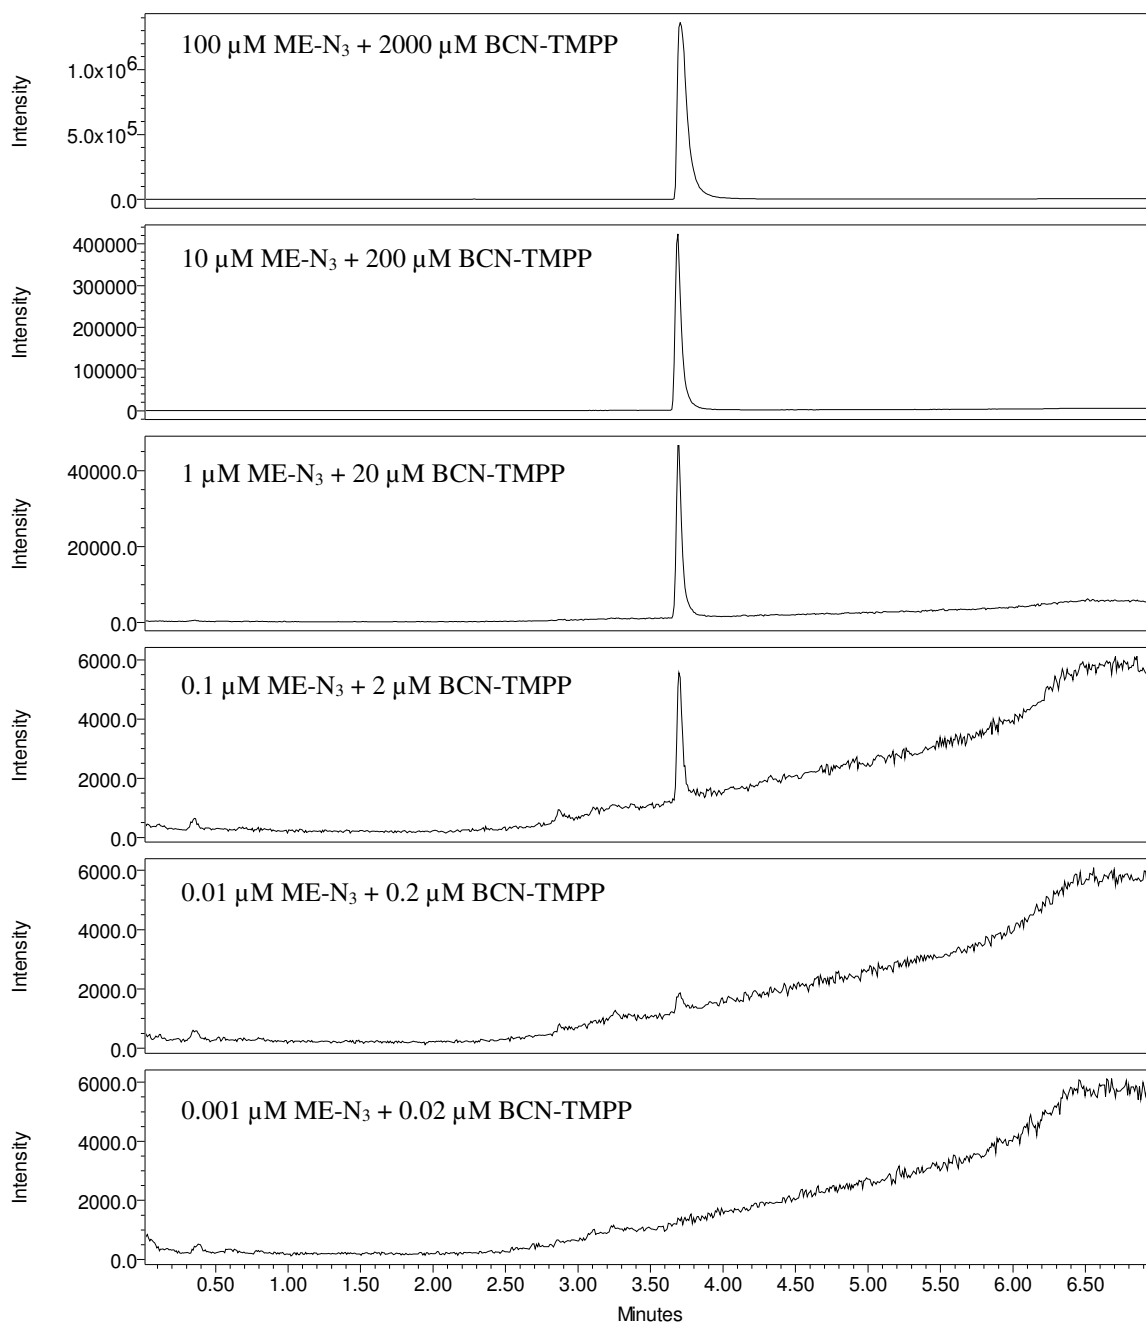 100 µM ME-N₃ + 2000 µM BCN-TMPP
Intensity
1.0x10⁶
5.0x10⁵
0.0
10 µM ME-N₃ + 200 µM BCN-TMPP
Intensity
400000
300000
200000
100000
0
1 µM ME-N₃ + 20 µM BCN-TMPP
Intensity
40000.0
20000.0
0.0
0.1 µM ME-N₃ + 2 µM BCN-TMPP
Intensity
6000.0
4000.0
2000.0
0.0
0.01 µM ME-N₃ + 0.2 µM BCN-TMPP
Intensity
6000.0
4000.0
2000.0
0.0
0.001 µM ME-N₃ + 0.02 µM BCN-TMPP
Intensity
6000.0
4000.0
2000.0
0.0
0.50 1.00 1.50 2.00 2.50 3.00 3.50 4.00 4.50 5.00 5.50 6.00 6.50
Minutes